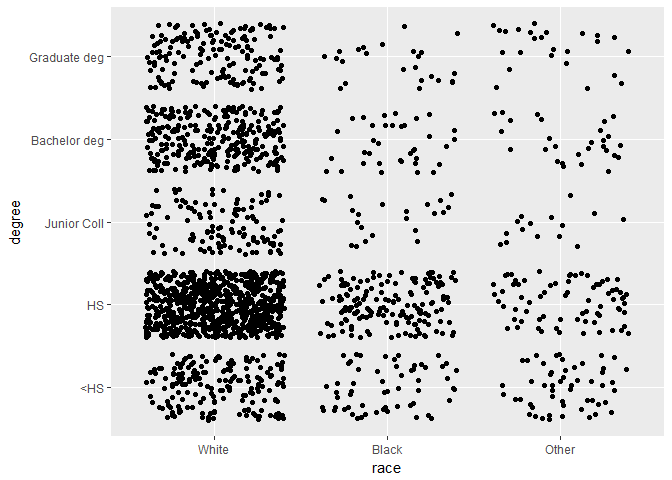 Graduate deg
Bachelor deg
Junior Coll
HS
<HS
degree
White Black Other
race